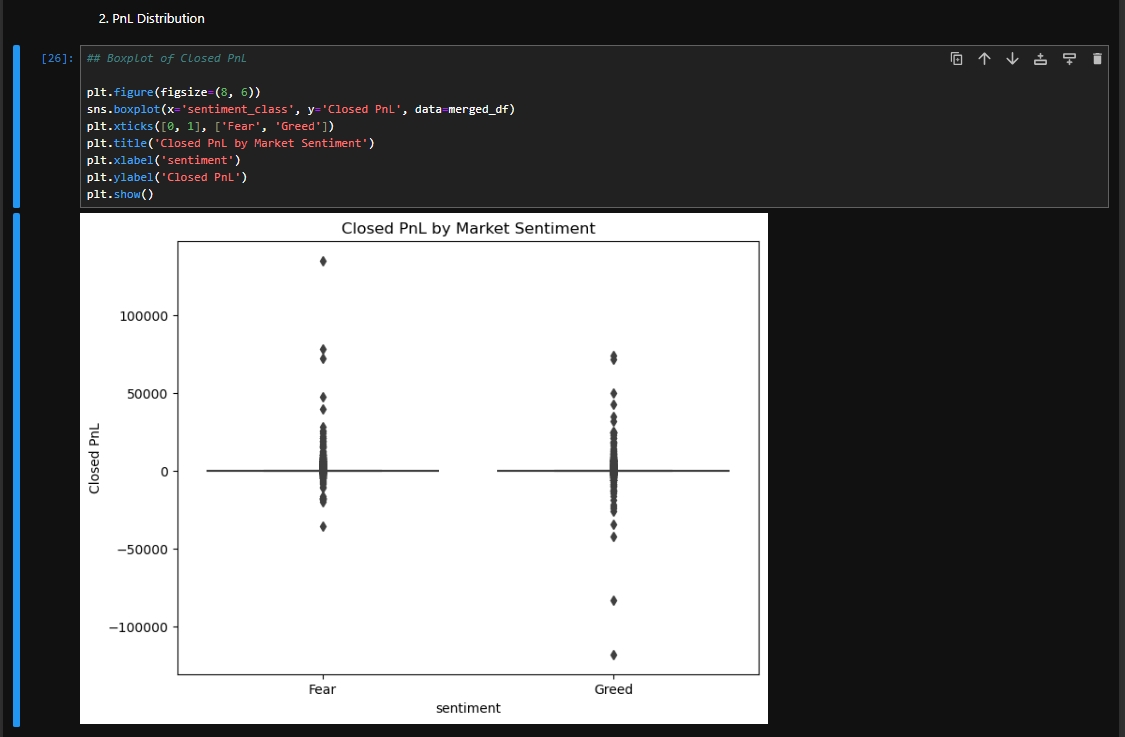 2. PnL Distribution
[26]:
## Boxplot of Closed PnL
plt.figure(figsize=(8, 6))
sns.boxplot(x='sentiment_class', y='Closed PnL', data=merged_df)
plt.xticks([0, 1], ['Fear', 'Greed'])
plt.title('Closed PnL by Market Sentiment')
plt.xlabel('sentiment')
plt.ylabel('Closed PnL')
plt.show()
Closed PnL by Market Sentiment
100000
50000
0
−50000
−100000
Closed PnL
Fear
Greed
sentiment